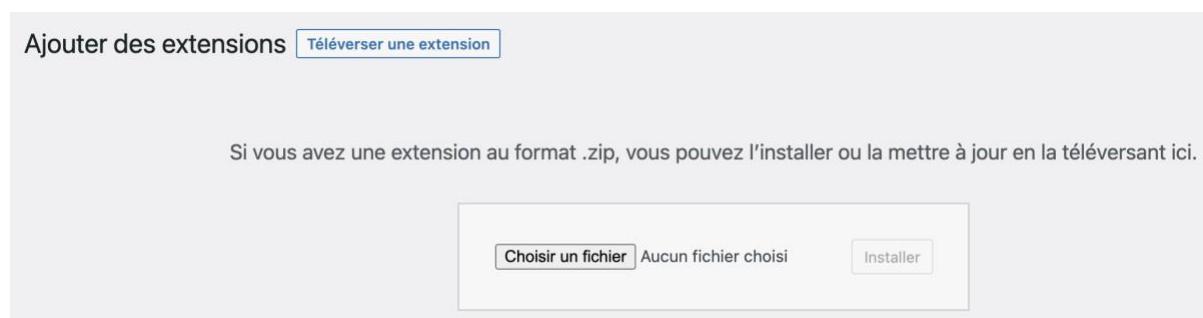 Ajouter des extensions Téléverser une extension
Si vous avez une extension au format .zip, vous pouvez l’installer ou la mettre à jour en la téléversant ici.
Choisir un fichier Aucun fichier choisi Installer